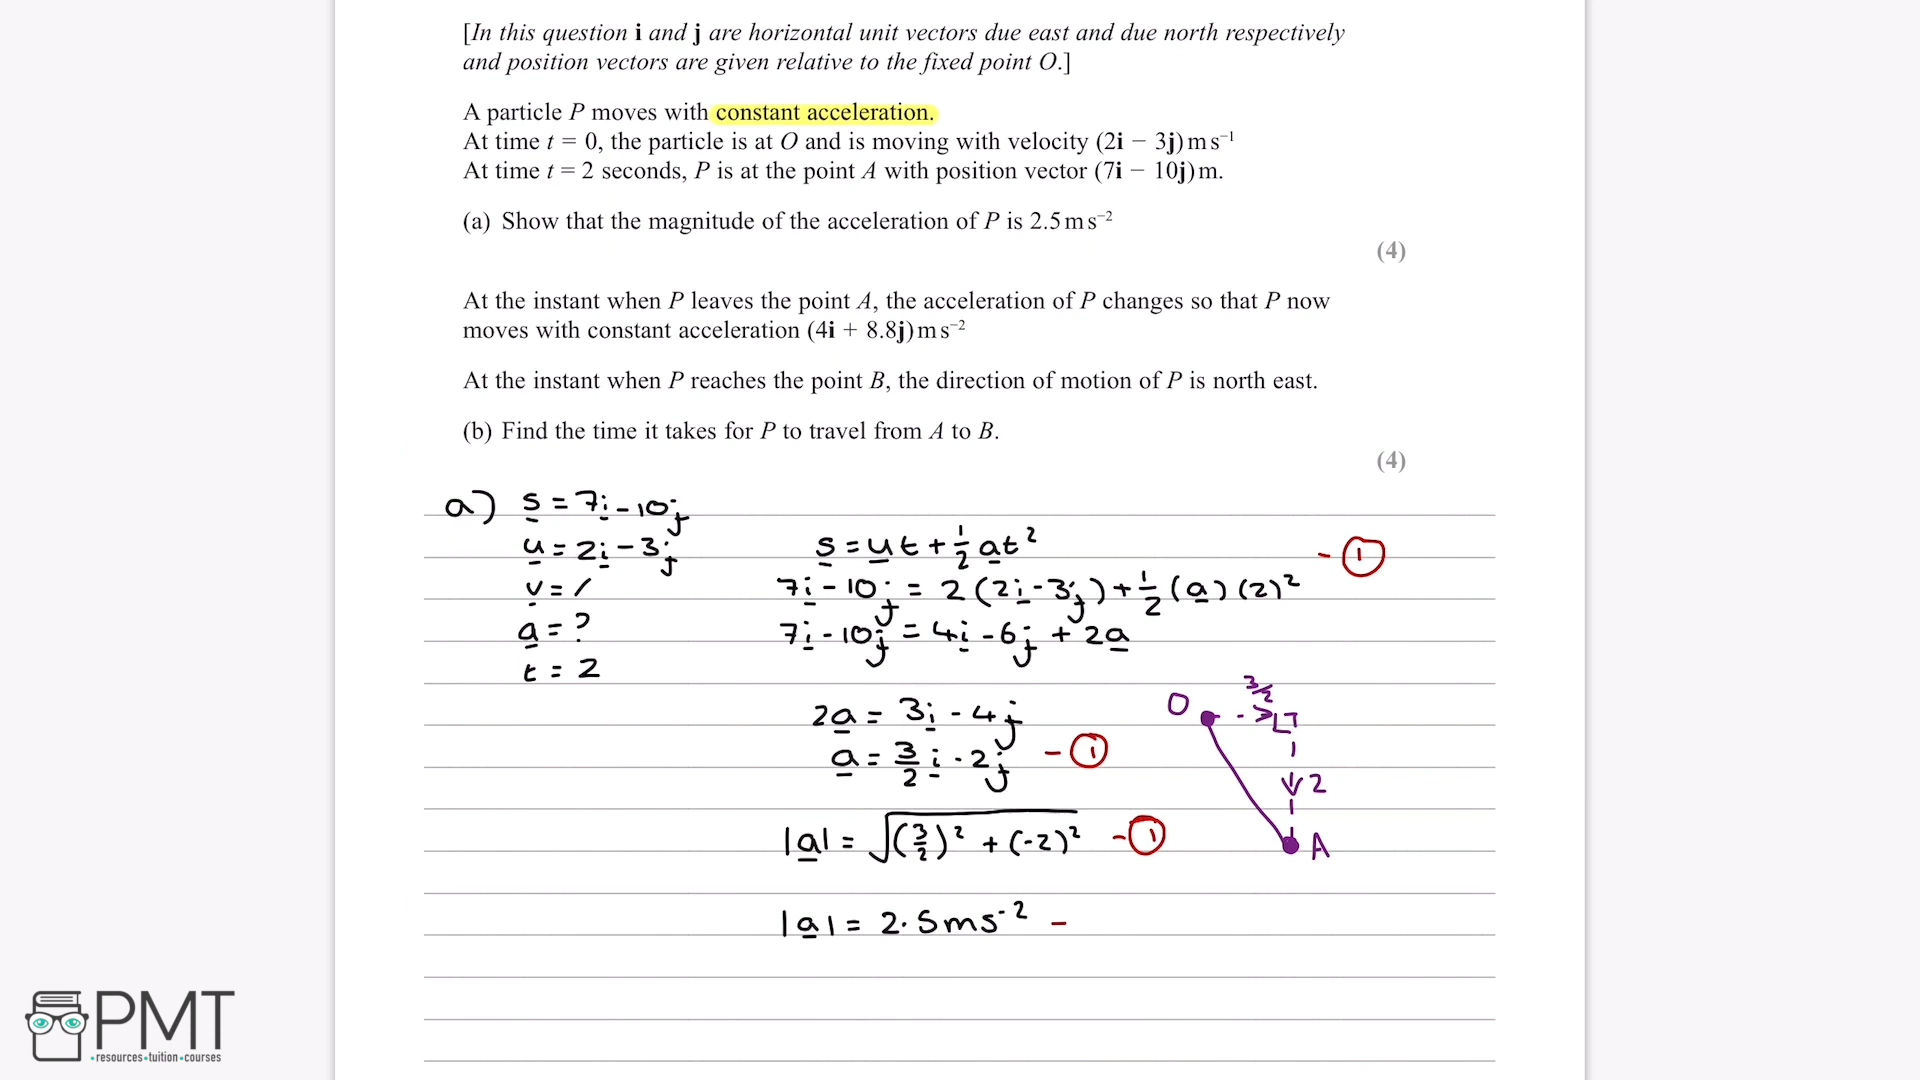 [In this question i and j are horizontal unit vectors due east and due north respectively
and position vectors are given relative to the fixed point O.]
A particle P moves with constant acceleration.
At time t = 0, the particle is at O and is moving with velocity (2i − 3j) m s⁻¹
At time t = 2 seconds, P is at the point A with position vector (7i − 10j) m.
(a) Show that the magnitude of the acceleration of P is 2.5 m s⁻²
(4)
At the instant when P leaves the point A, the acceleration of P changes so that P now
moves with constant acceleration (4i + 8.8j) m s⁻²
At the instant when P reaches the point B, the direction of motion of P is north east.
(b) Find the time it takes for P to travel from A to B.
(4)
a) s = 7i - 10j
u = 2i - 3j
v = /
a = ?
t = 2
s = ut + 1/2 at² - ①
7i - 10j = 2(2i - 3j) + 1/2 (a)(2)²
7i - 10j = 4i - 6j + 2a
2a = 3i - 4j
a = 3/2 i - 2j - ①
|a| = √((3/2)² + (-2)²) - ①
|a| = 2.5ms⁻² -
O
3/2
2
A
PMT
•resources•tuition•courses